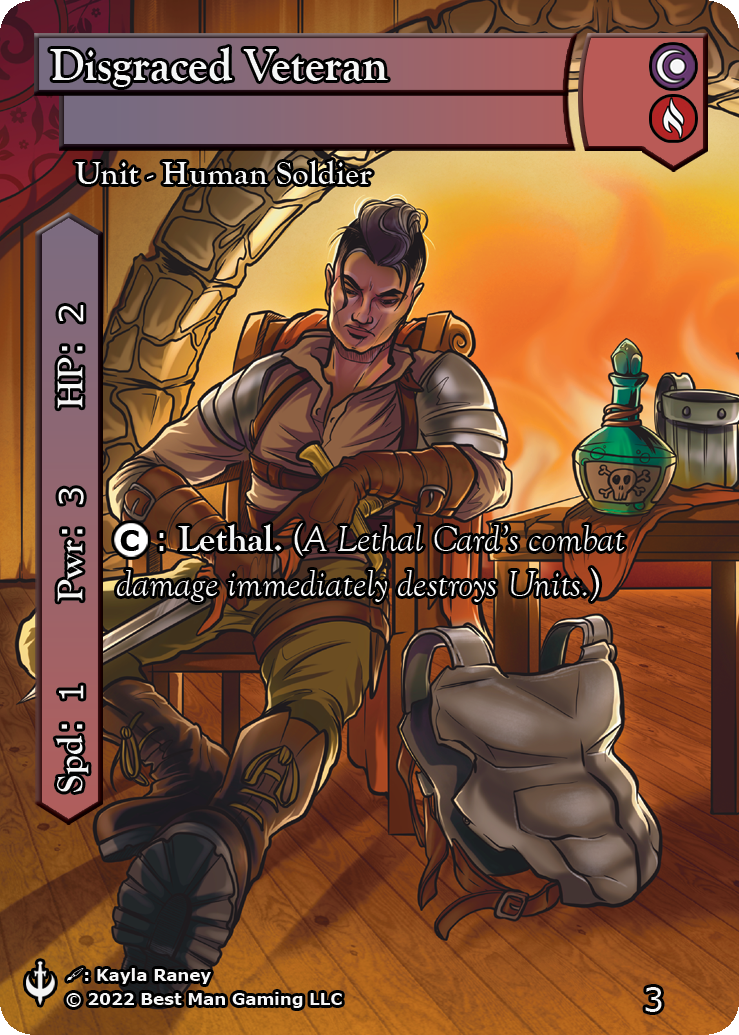 Disgraced Veteran
Unit - Human Soldier
HP: 2
Pwr: 3
Spd: 1
C : Lethal. (A Lethal Card's combat
damage immediately destroys Units.)
: Kayla Raney
© 2022 Best Man Gaming LLC
3